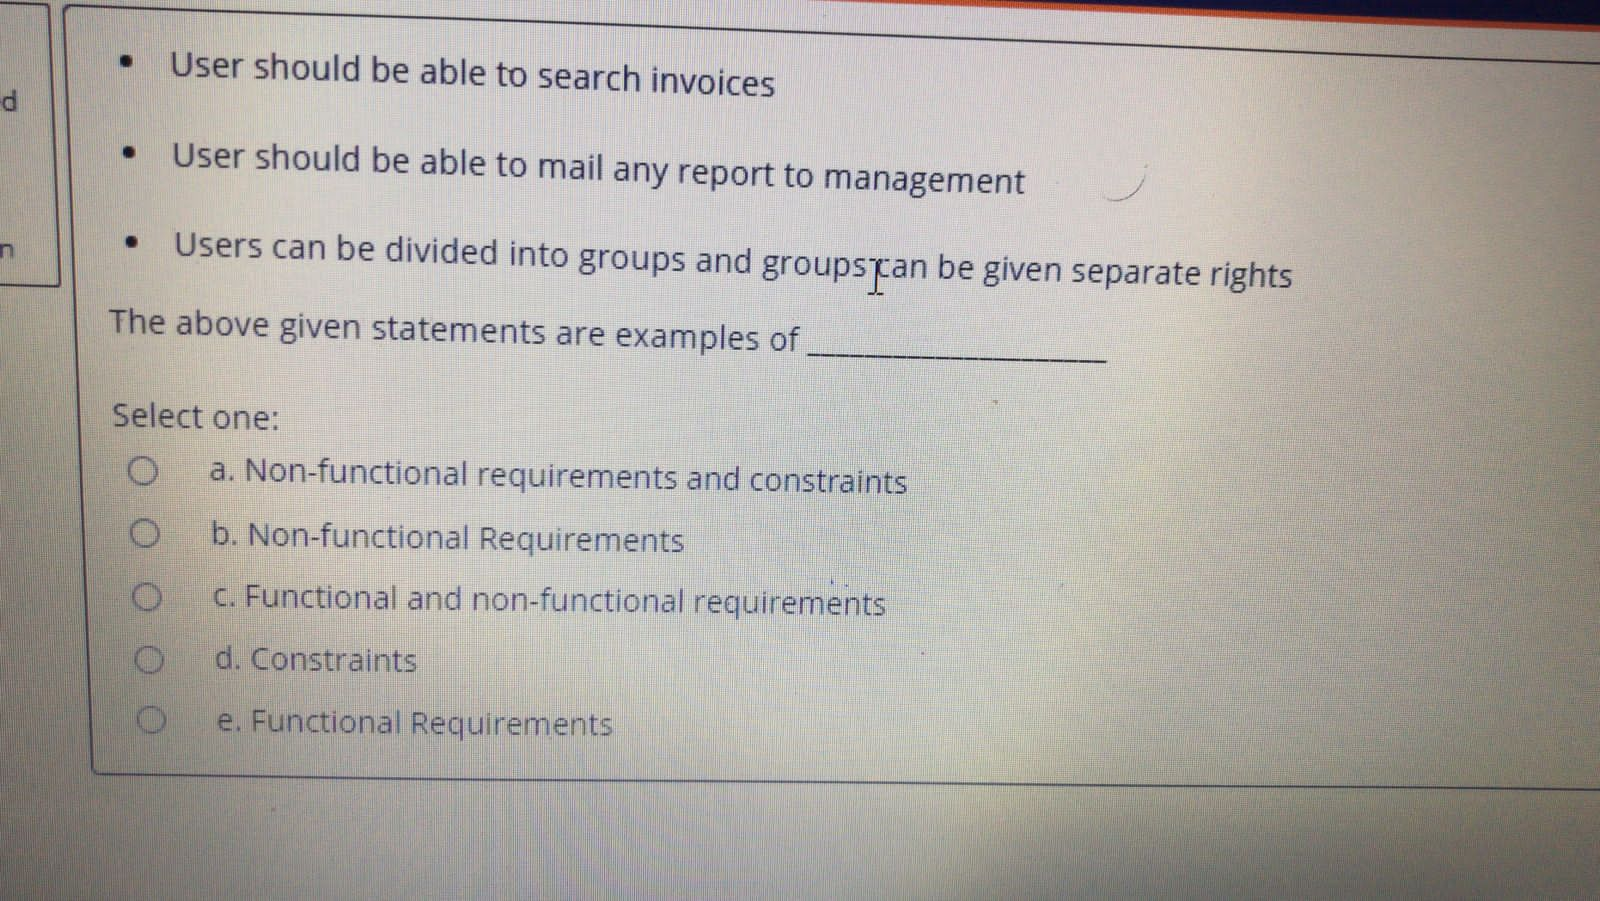 d
n
• User should be able to search invoices
• User should be able to mail any report to management
• Users can be divided into groups and groups can be given separate rights
The above given statements are examples of ____________________
Select one:
a. Non-functional requirements and constraints
b. Non-functional Requirements
c. Functional and non-functional requirements
d. Constraints
e. Functional Requirements